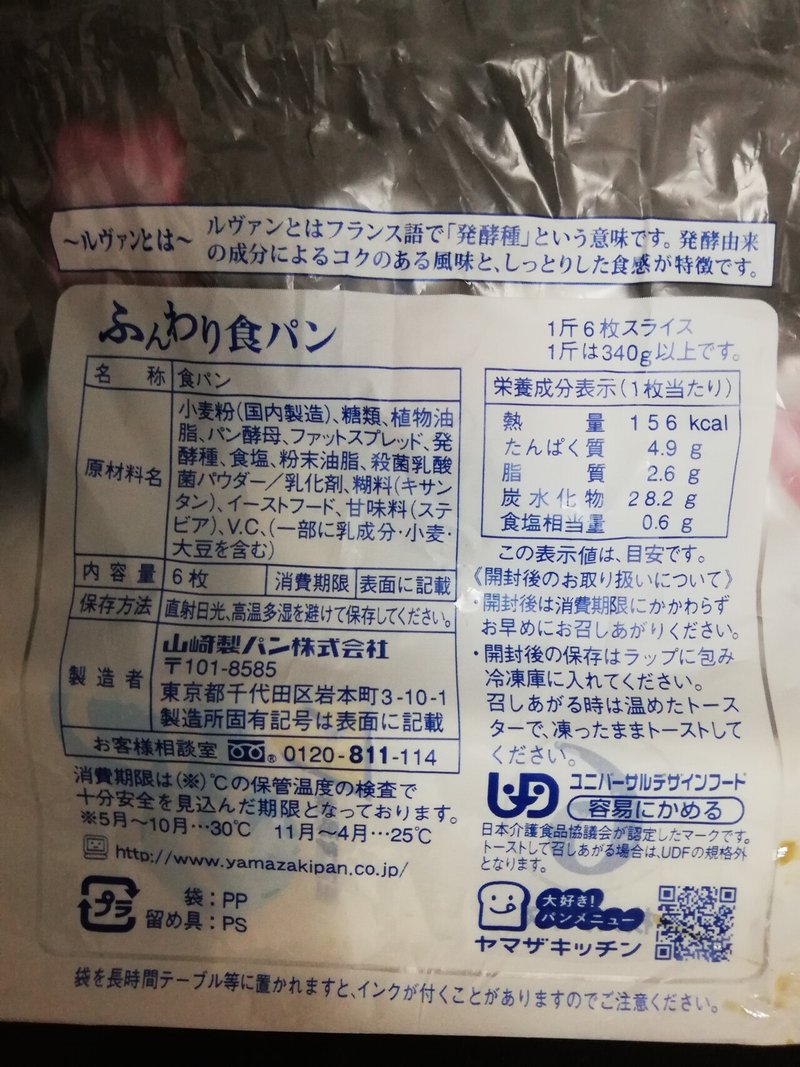 ～ルヴァンとは～
ルヴァンとはフランス語で「発酵種」という意味です。発酵由来
の成分によるコクのある風味と、しっとりした食感が特徴です。
ふんわり食パン
1斤6枚スライス
1斤は340g以上です。
名称 食パン
原材料名
小麦粉(国内製造)、糖類、植物油
脂、パン酵母、ファットスプレッド、発
酵種、食塩、粉末油脂、殺菌乳酸
菌パウダー／乳化剤、糊料(キサン
タン)、イーストフード、甘味料(ステ
ビア)、V.C、(一部に乳成分・小麦・
大豆を含む)
内容量 6枚 消費期限 表面に記載
保存方法 直射日光、高温多湿を避けて保存してください。
製造者
山崎製パン株式会社
〒101-8585
東京都千代田区岩本町3-10-1
製造所固有記号は表面に記載
お客様相談室 ® 0120-811-114
消費期限は(※)℃の保管温度の検査で
十分安全を見込んだ期限となっております。
※5月～10月…30℃ 11月～4月…25℃
http://www.yamazakipan.co.jp/
プラ
袋：PP
留め具：PS
栄養成分表示(1枚当たり)
熱量 156 kcal
たんぱく質 4.9 g
脂質 2.6 g
炭水化物 28.2 g
食塩相当量 0.6 g
この表示値は、目安です。
《開封後のお取り扱いについて》
・開封後は消費期限にかかわらず
お早めにお召しあがりください。
・開封後の保存はラップに包み
冷凍庫に入れてください。
召しあがる時は温めたトース
ターで、凍ったままトーストして
ください。
UD
ユニバーサルデザインフード
容易にかめる
日本介護食品協議会が認定したマークです。
トーストして召しあがる場合は、UDFの規格外
となります。
大好き!
パンメニュー
ヤマザキッチン
袋を長時間テーブル等に置かれますと、インクが付くことがありますのでご注意ください。